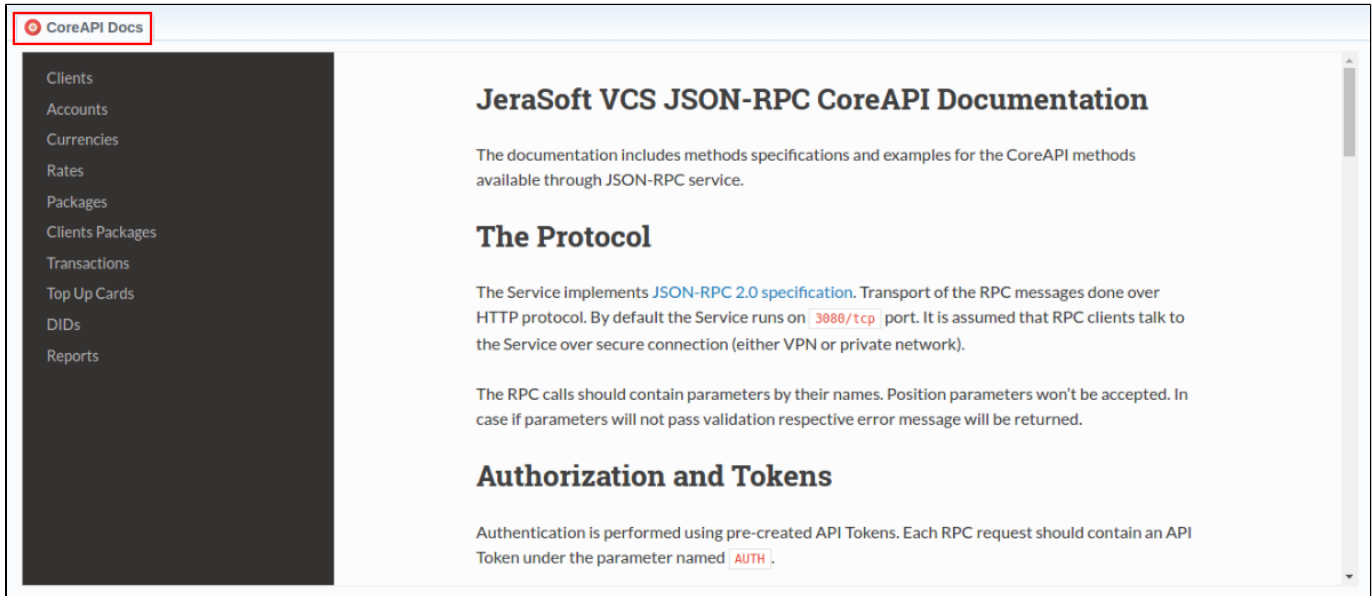 CoreAPI Docs
Clients
Accounts
Currencies
Rates
Packages
Clients Packages
Transactions
Top Up Cards
DIDs
Reports
JeraSoft VCS JSON-RPC CoreAPI Documentation
The documentation includes methods specifications and examples for the CoreAPI methods
available through JSON-RPC service.
The Protocol
The Service implements JSON-RPC 2.0 specification. Transport of the RPC messages done over
HTTP protocol. By default the Service runs on 3080/tcp port. It is assumed that RPC clients talk to
the Service over secure connection (either VPN or private network).
The RPC calls should contain parameters by their names. Position parameters won't be accepted. In
case if parameters will not pass validation respective error message will be returned.
Authorization and Tokens
Authentication is performed using pre-created API Tokens. Each RPC request should contain an API
Token under the parameter named AUTH.